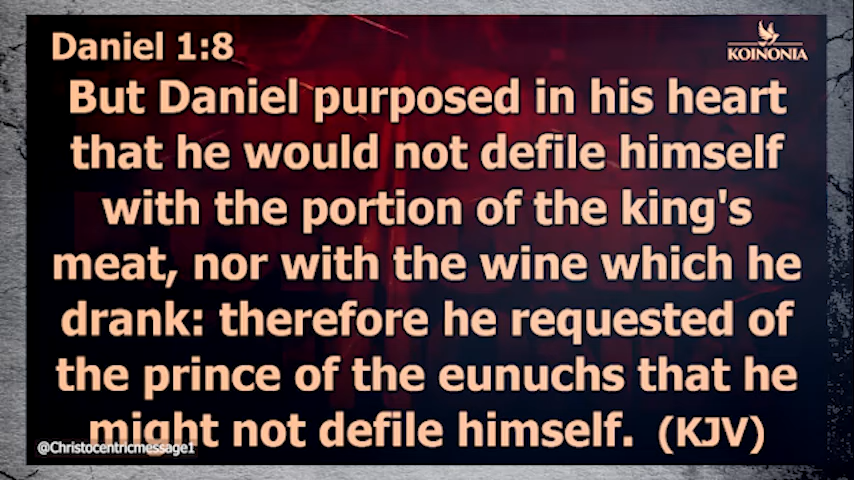 Daniel 1:8
KOINONIA
But Daniel purposed in his heart
that he would not defile himself
with the portion of the king's
meat, nor with the wine which he
drank: therefore he requested of
the prince of the eunuchs that he
might not defile himself. (KJV)
@Christocentricmessage1